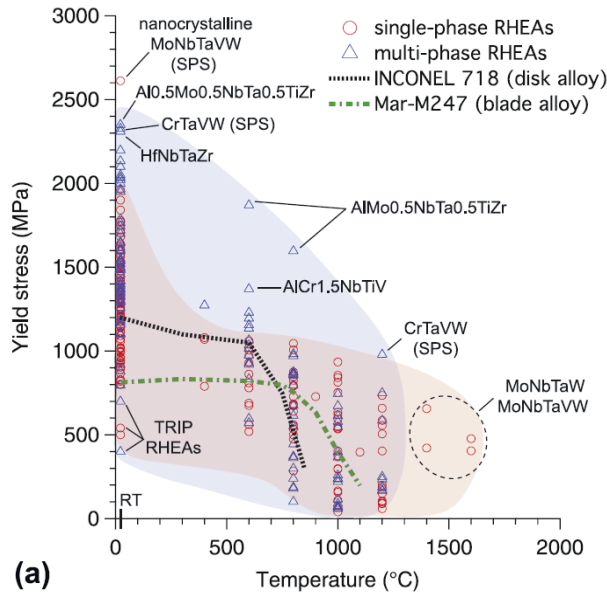 nanocrystalline
MoNbTaVW
(SPS)
Al0.5Mo0.5NbTa0.5TiZr
CrTaVW (SPS)
HfNbTaZr
single-phase RHEAs
multi-phase RHEAs
INCONEL 718 (disk alloy)
Mar-M247 (blade alloy)
AlMo0.5NbTa0.5TiZr
AlCr1.5NbTiV
CrTaVW
(SPS)
MoNbTaW
MoNbTaVW
TRIP
RHEAs
RT
Yield stress (MPa)
3000
2500
2000
1500
1000
500
0
0
500
1000
1500
2000
Temperature (°C)
(a)